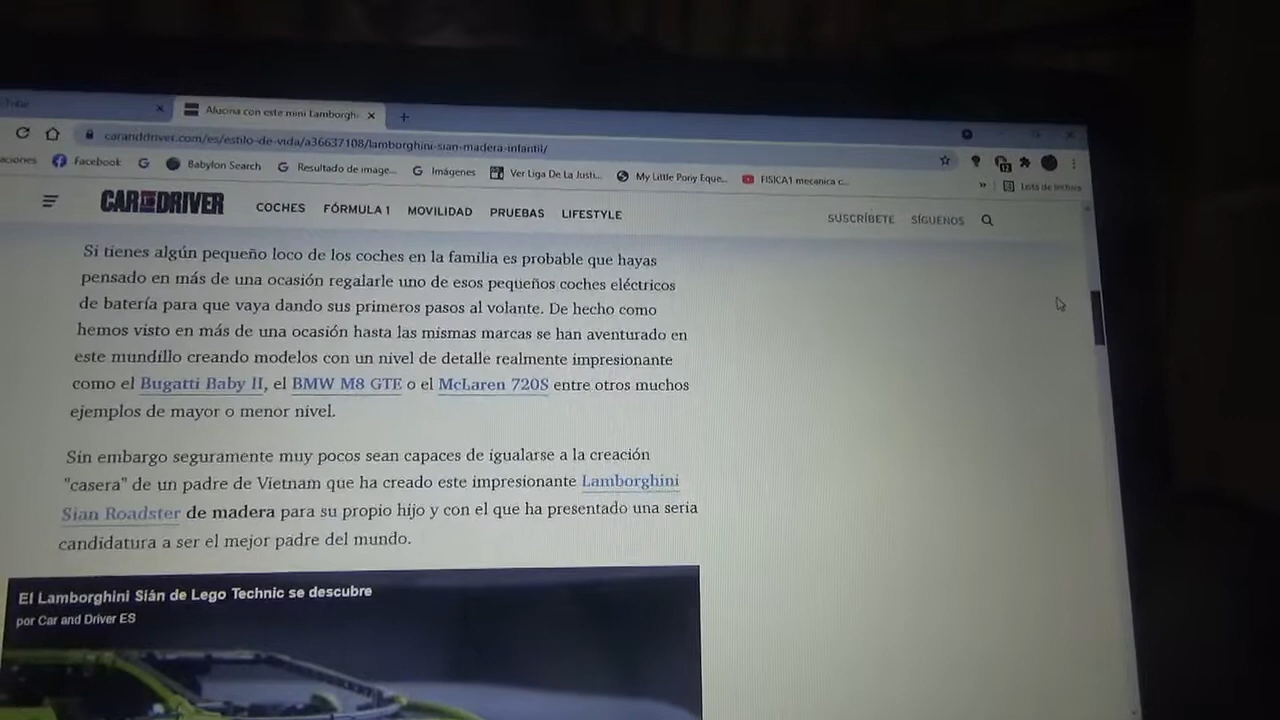 Alucina con este mini Lamborghi
caranddriver.com/es/estilo-de-vida/a36637108/lamborghini-sian-madera-infantil/
aciones Facebook Babylon Search Resultado de image... Imágenes Ver Liga De La Justi... My Little Pony Eque... FISICA1 mecanica c... » Lista de lectura
CAR AND DRIVER COCHES FÓRMULA 1 MOVILIDAD PRUEBAS LIFESTYLE SUSCRÍBETE SÍGUENOS
Si tienes algún pequeño loco de los coches en la familia es probable que hayas
pensado en más de una ocasión regalarle uno de esos pequeños coches eléctricos
de batería para que vaya dando sus primeros pasos al volante. De hecho como
hemos visto en más de una ocasión hasta las mismas marcas se han aventurado en
este mundillo creando modelos con un nivel de detalle realmente impresionante
como el Bugatti Baby II, el BMW M8 GTE o el McLaren 720S entre otros muchos
ejemplos de mayor o menor nivel.
Sin embargo seguramente muy pocos sean capaces de igualarse a la creación
"casera" de un padre de Vietnam que ha creado este impresionante Lamborghini
Sian Roadster de madera para su propio hijo y con el que ha presentado una seria
candidatura a ser el mejor padre del mundo.
El Lamborghini Sián de Lego Technic se descubre
por Car and Driver ES